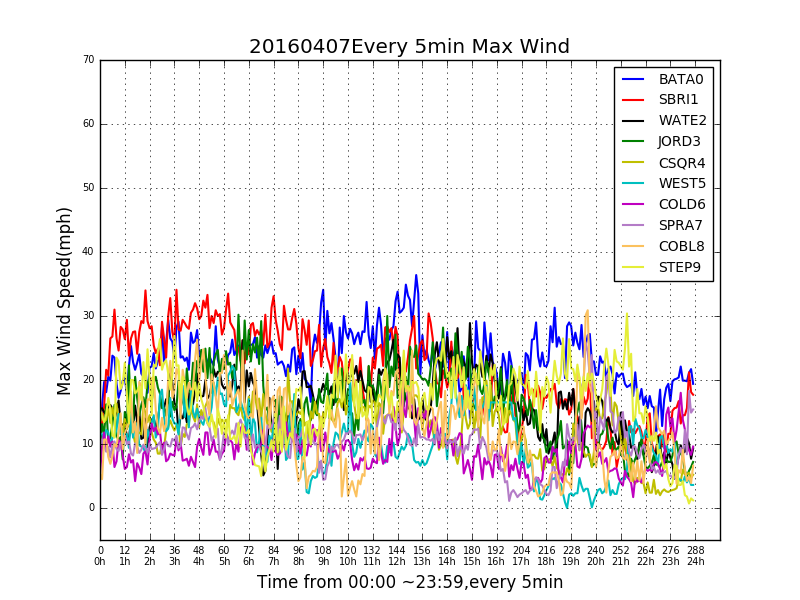 20160407Every 5min Max Wind
Max Wind Speed(mph)
70
60
50
40
30
20
10
0
BATA0
SBRI1
WATE2
JORD3
CSQR4
WEST5
COLD6
SPRA7
COBL8
STEP9
0 12 24 36 48 60 72 84 96 108 120 132 144 156 168 180 192 204 216 228 240 252 264 276 288
0h 1h 2h 3h 4h 5h 6h 7h 8h 9h 10h 11h 12h 13h 14h 15h 16h 17h 18h 19h 20h 21h 22h 23h 24h
Time from 00:00 ~23:59,every 5min